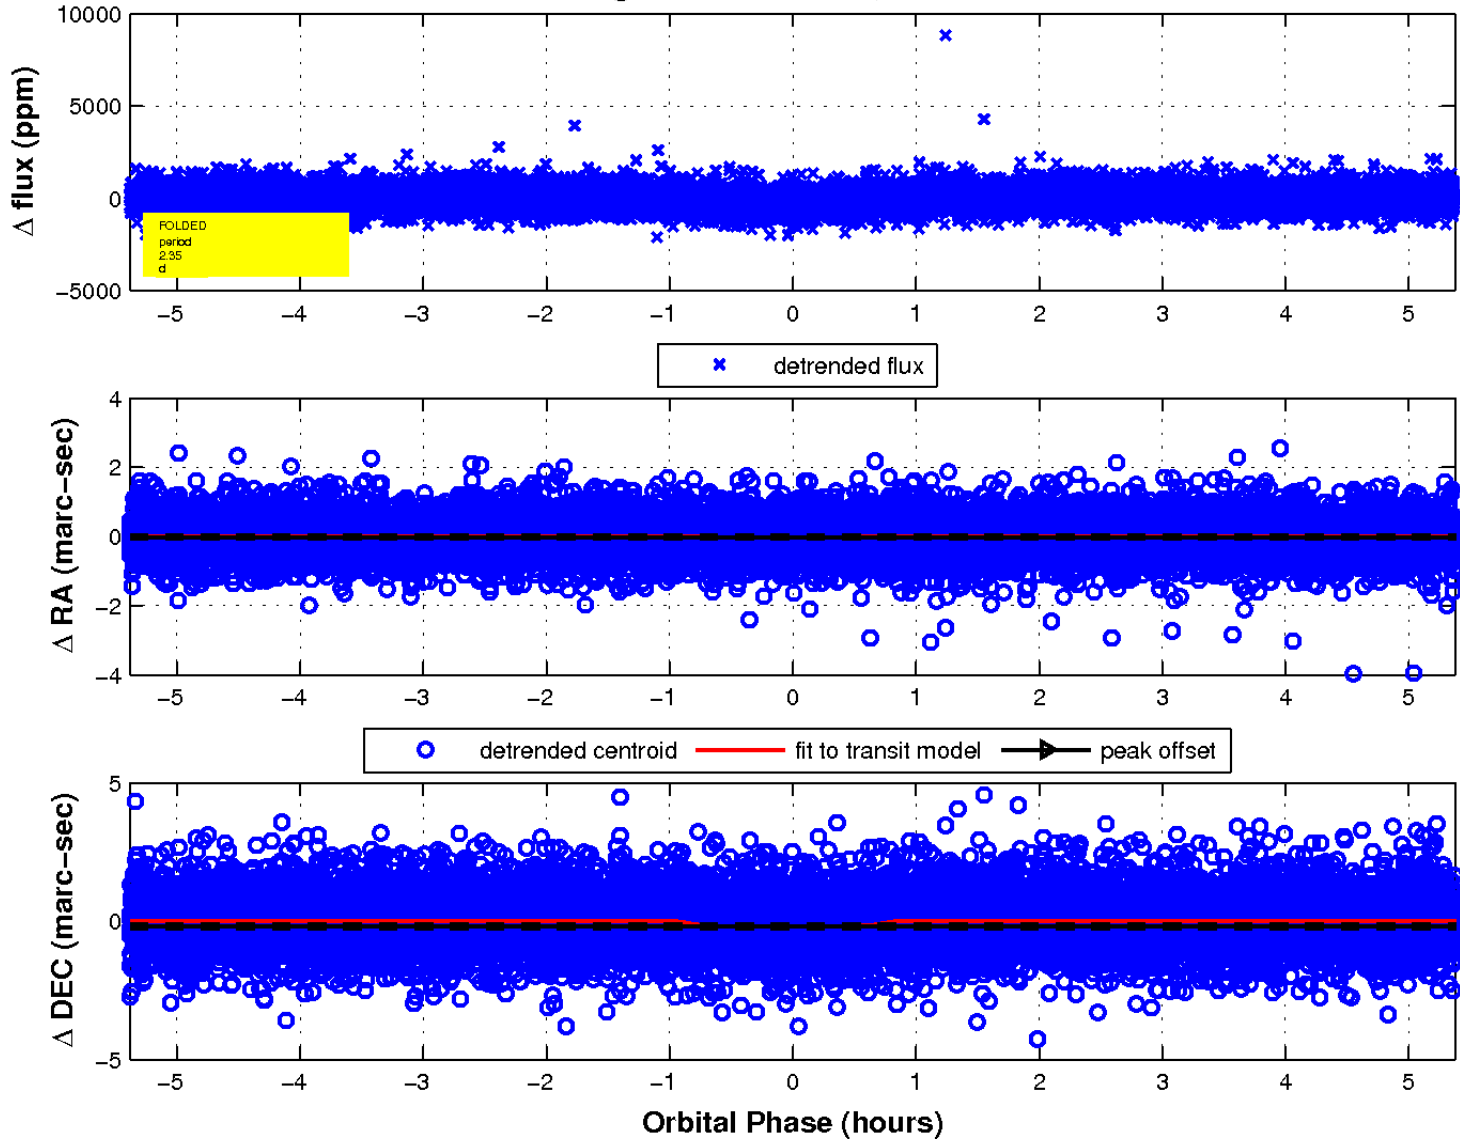 10000
5000
0
−5000
Δ flux (ppm)
FOLDED
period
2.35
d
−5 −4 −3 −2 −1 0 1 2 3 4 5
detrended flux
4
2
0
−2
−4
Δ RA (marc−sec)
−5 −4 −3 −2 −1 0 1 2 3 4 5
detrended centroid fit to transit model peak offset
5
0
−5
Δ DEC (marc−sec)
−5 −4 −3 −2 −1 0 1 2 3 4 5
Orbital Phase (hours)